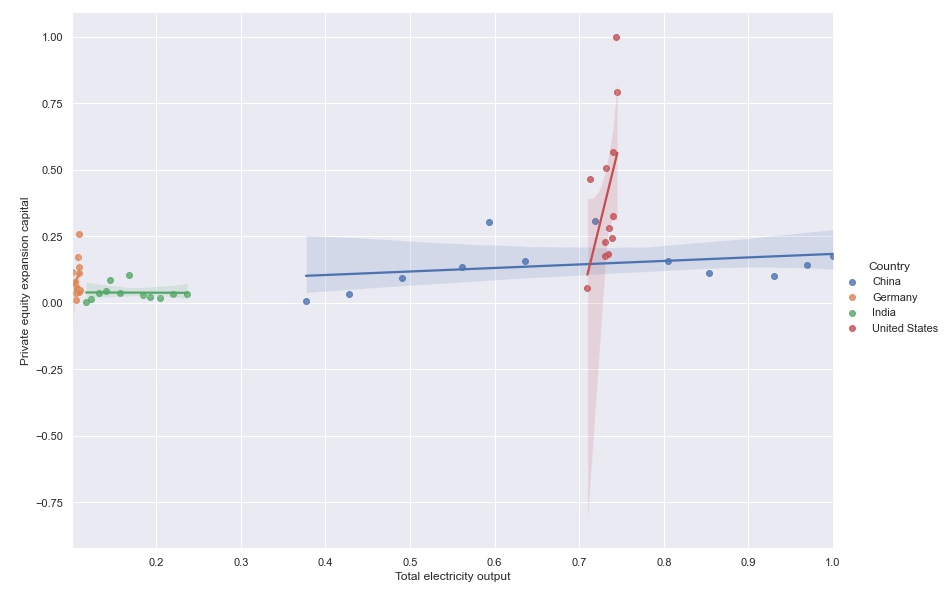 1.00
0.75
0.50
0.25
0.00
−0.25
−0.50
−0.75
Private equity expansion capital
0.2 0.3 0.4 0.5 0.6 0.7 0.8 0.9 1.0
Total electricity output
Country
China
Germany
India
United States